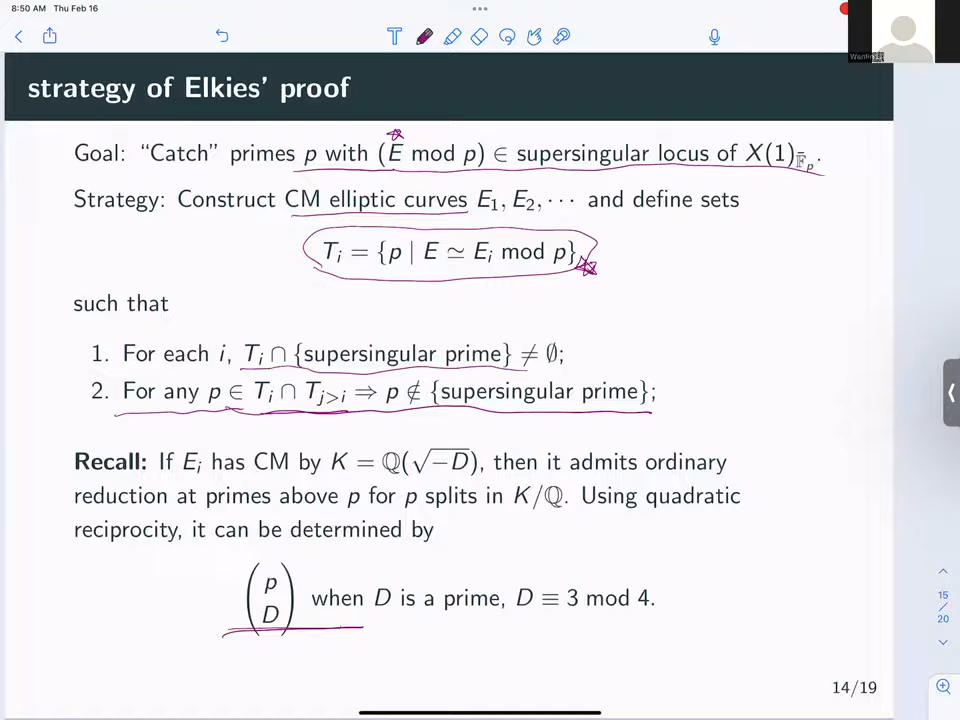 8:50 AM Thu Feb 16
strategy of Elkies' proof
Goal: “Catch” primes p with (E mod p) ∈ supersingular locus of X(1)_{\bar{𝔽}_p}.
Strategy: Construct CM elliptic curves E₁, E₂, ⋯ and define sets
T_i = {p | E ≃ E_i mod p}
such that
1. For each i, T_i ∩ {supersingular prime} ≠ ∅;
2. For any p ∈ T_i ∩ T_{j>i} ⇒ p ∉ {supersingular prime};
Recall: If E_i has CM by K = ℚ(√−D), then it admits ordinary
reduction at primes above p for p splits in K/ℚ. Using quadratic
reciprocity, it can be determined by
(p
D) when D is a prime, D ≡ 3 mod 4.
14/19
15
/
20